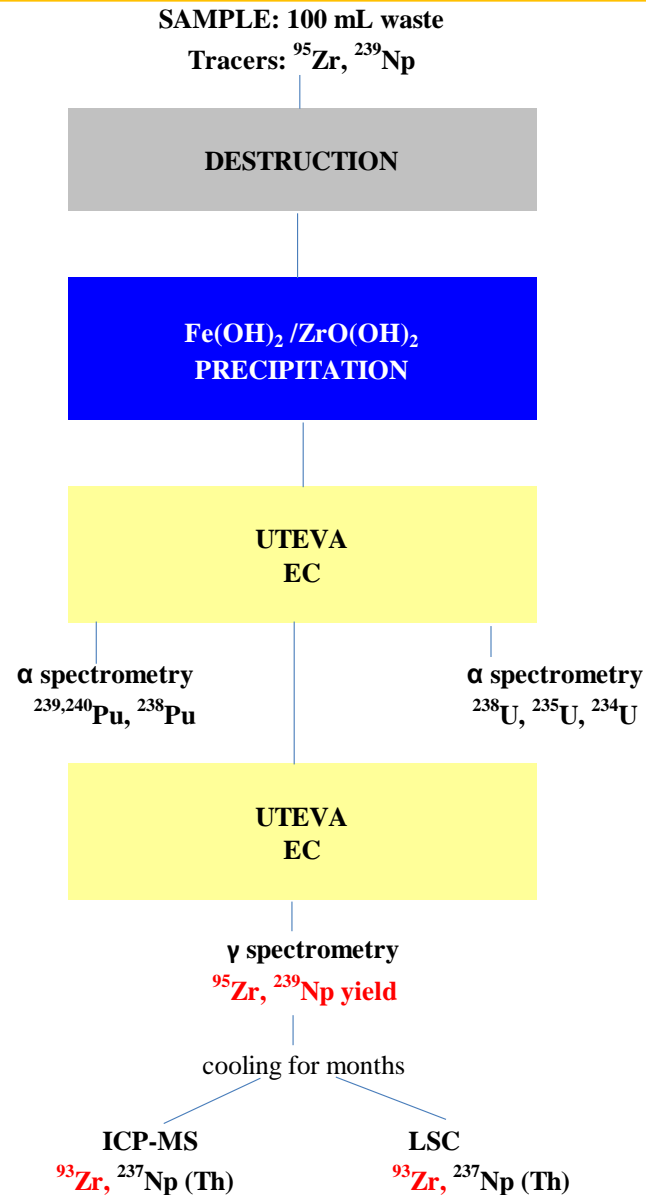 SAMPLE: 100 mL waste
Tracers: ⁹⁵Zr, ²³⁹Np
DESTRUCTION
Fe(OH)₂ /ZrO(OH)₂
PRECIPITATION
UTEVA
EC
α spectrometry
²³⁹,²⁴⁰Pu, ²³⁸Pu
α spectrometry
²³⁸U, ²³⁵U, ²³⁴U
UTEVA
EC
γ spectrometry
⁹⁵Zr, ²³⁹Np yield
cooling for months
ICP-MS
⁹³Zr, ²³⁷Np (Th)
LSC
⁹³Zr, ²³⁷Np (Th)